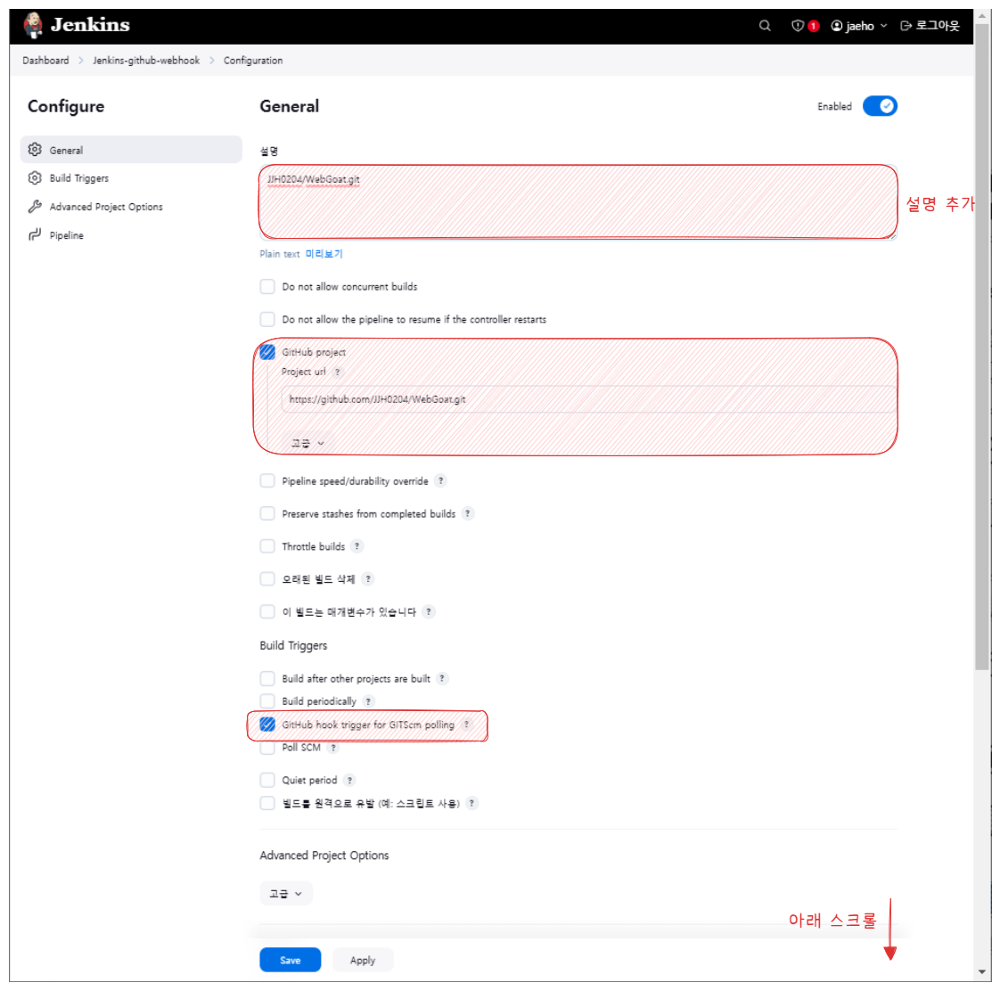 Jenkins
1
jaeho
로그아웃
Dashboard > Jenkins-github-webhook > Configuration
Configure
General
Build Triggers
Advanced Project Options
Pipeline
General
Enabled
설명
JJH0204/WebGoat.git
설명 추가
Plain text 미리보기
Do not allow concurrent builds
Do not allow the pipeline to resume if the controller restarts
GitHub project
Project url ?
https://github.com/JJH0204/WebGoat.git
고급
Pipeline speed/durability override ?
Preserve stashes from completed builds ?
Throttle builds ?
오래된 빌드 삭제 ?
이 빌드는 매개변수가 있습니다 ?
Build Triggers
Build after other projects are built ?
Build periodically ?
GitHub hook trigger for GITScm polling ?
Poll SCM ?
Quiet period ?
빌드를 원격으로 유발 (예: 스크립트 사용) ?
Advanced Project Options
고급
아래 스크롤
Save
Apply